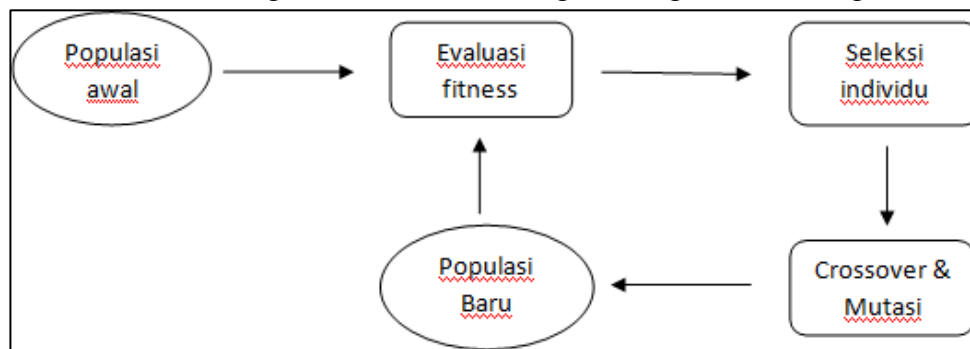 Populasi
awal
Evaluasi
fitness
Seleksi
individu
Populasi
Baru
Crossover &
Mutasi